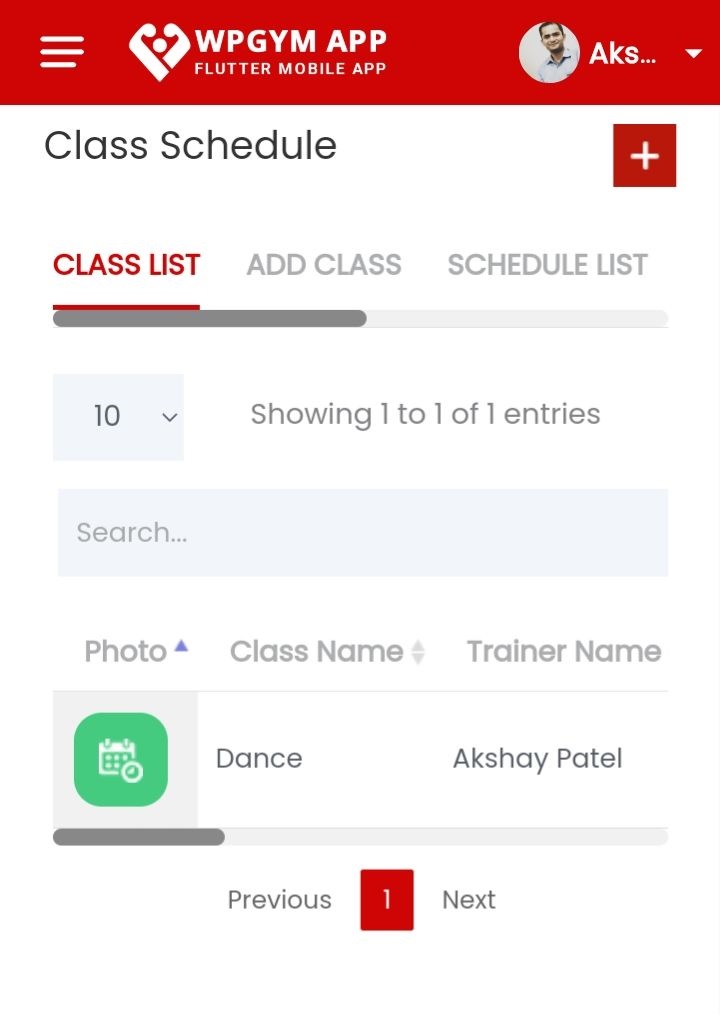 WPGYM APP
FLUTTER MOBILE APP
Aks...
Class Schedule
+
CLASS LIST ADD CLASS SCHEDULE LIST
10 Showing 1 to 1 of 1 entries
Search...
Photo Class Name Trainer Name
Dance Akshay Patel
Previous 1 Next